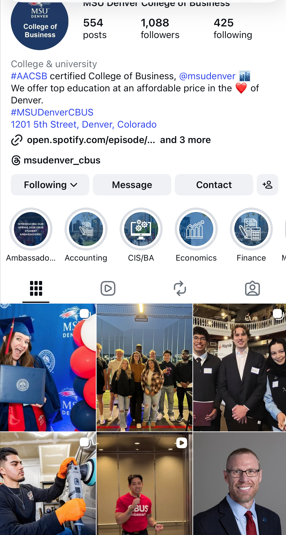 MSU Denver College of Business
MSU
DENVER
College of
Business
554
1,088
425
posts
followers
following
College & university
#AACSB certified College of Business, @msudenver 🏙️
We offer top education at an affordable price in the ❤️ of
Denver.
#MSUDenverCBUS
1201 5th Street, Denver, Colorado
open.spotify.com/episode/... and 3 more
msudenver_cbus
Following
Message
Contact
Ambassado...
Accounting
CIS/BA
Economics
Finance
MS
BUS